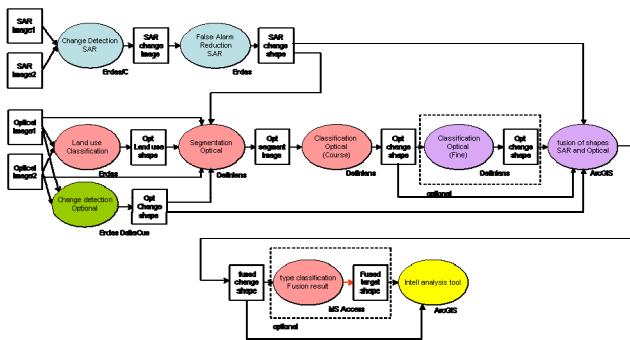 SAR
Image1
SAR
Image2
Change Detection
SAR
Erdas/C
SAR
change
Image
False Alarm
Reduction
SAR
Erdas
SAR
change
shape
Optical
Image1
Optical
Image2
Land use
Classification
Erdas
Opt
Land use
shape
Change detection
Optional
Erdas DeltaCue
Opt
Change
shape
Segmentation
Optical
Definiens
Opt
segment
Image
Classification
Optical
(Course)
Definiens
Opt
change
shape
Classification
Optical
(Fine)
Definiens
Opt
change
shape
optional
fusion of shapes
SAR and Optical
ArcGIS
fused
change
shape
type classification
Fusion result
MS Access
Fused
target
shape
optional
Intell analysis tool
ArcGIS